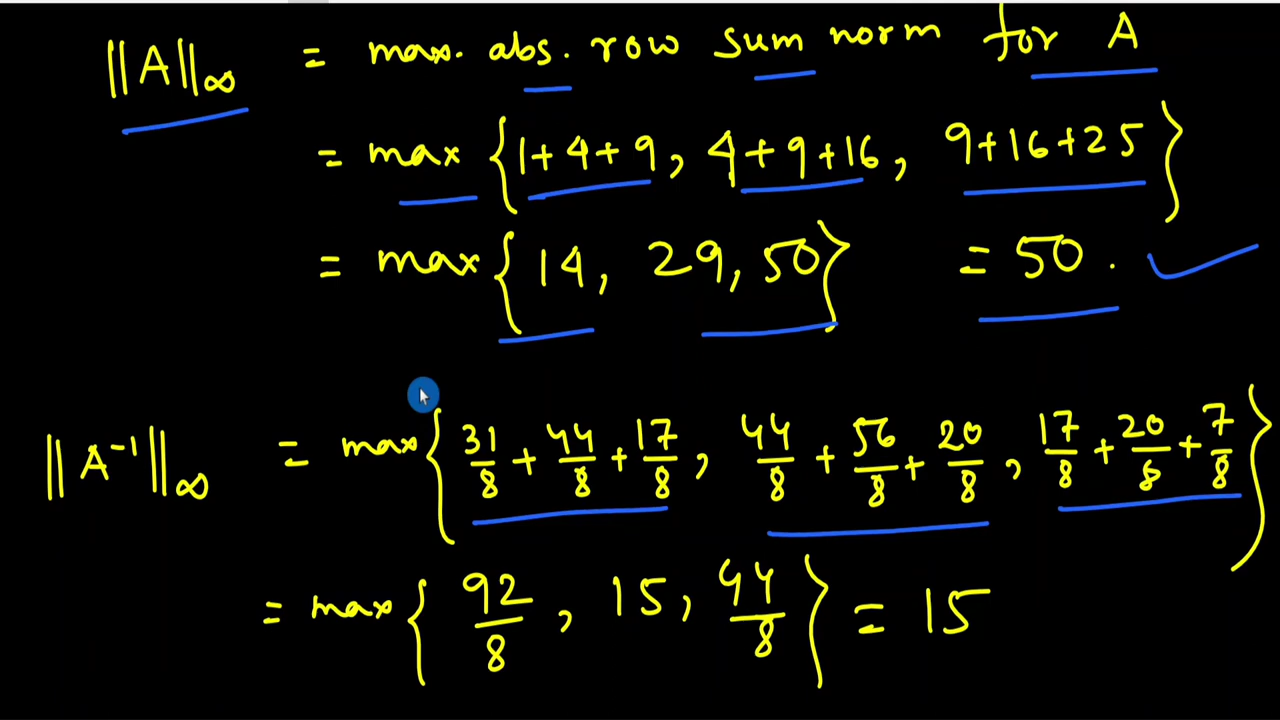 ||A||∞ = max. abs. row sum norm for A
= max {1+4+9, 4+9+16, 9+16+25}
= max {14, 29, 50} = 50.
||A⁻¹||∞ = max {31/8 + 44/8 + 17/8, 44/8 + 56/8 + 20/8, 17/8 + 20/8 + 7/8}
= max {92/8, 15, 44/8} = 15